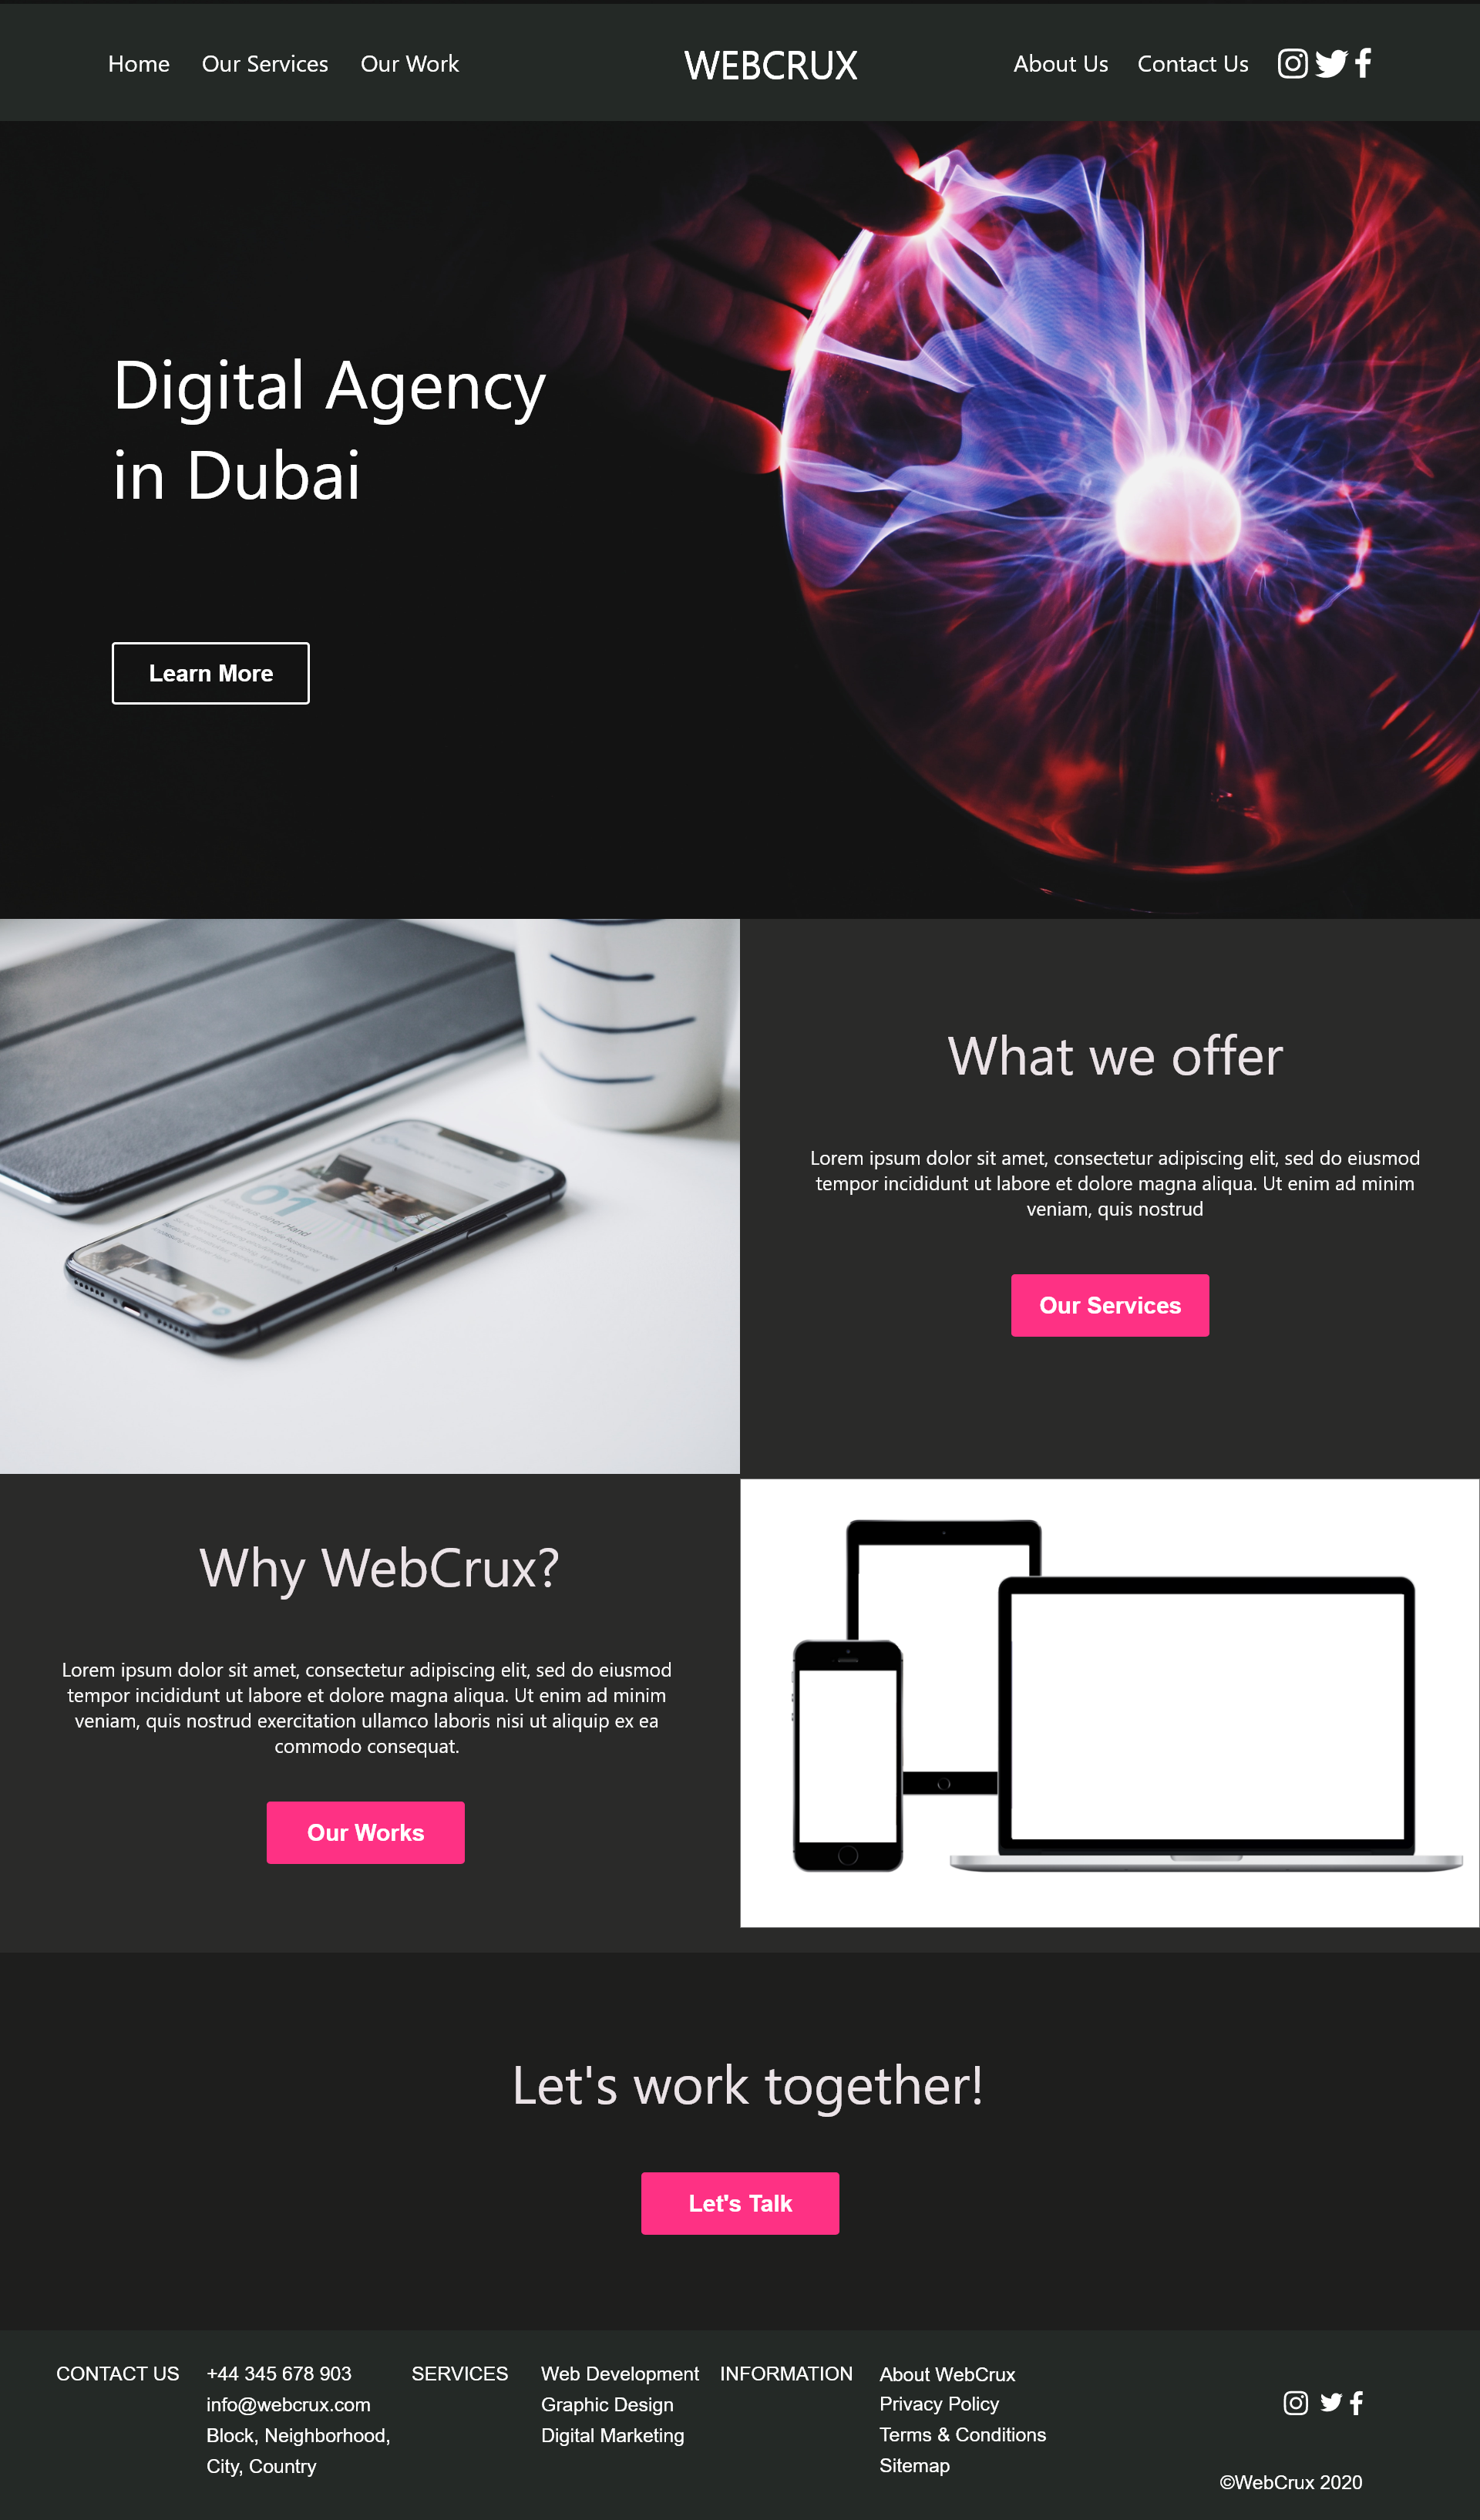 Home Our Services Our Work WEBCRUX About Us Contact Us
Digital Agency
in Dubai
Learn More
01
What we offer
Lorem ipsum dolor sit amet, consectetur adipiscing elit, sed do eiusmod
tempor incididunt ut labore et dolore magna aliqua. Ut enim ad minim
veniam, quis nostrud
Our Services
Why WebCrux?
Lorem ipsum dolor sit amet, consectetur adipiscing elit, sed do eiusmod
tempor incididunt ut labore et dolore magna aliqua. Ut enim ad minim
veniam, quis nostrud exercitation ullamco laboris nisi ut aliquip ex ea
commodo consequat.
Our Works
Let's work together!
Let's Talk
CONTACT US
+44 345 678 903
info@webcrux.com
Block, Neighborhood,
City, Country
SERVICES
Web Development
Graphic Design
Digital Marketing
INFORMATION
About WebCrux
Privacy Policy
Terms & Conditions
Sitemap
©WebCrux 2020